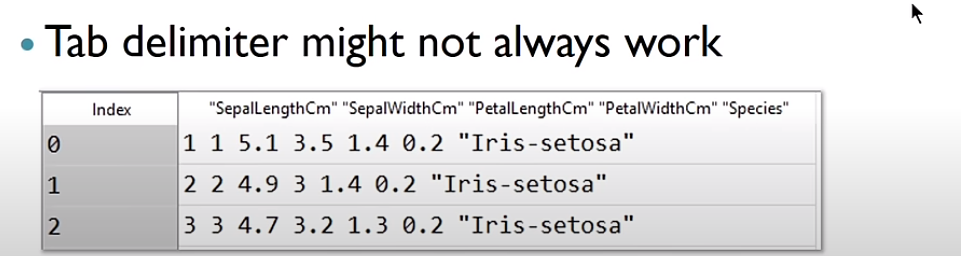 • Tab delimiter might not always work
Index "SepalLengthCm" "SepalWidthCm" "PetalLengthCm" "PetalWidthCm" "Species"
0 1 1 5.1 3.5 1.4 0.2 "Iris-setosa"
1 2 2 4.9 3 1.4 0.2 "Iris-setosa"
2 3 3 4.7 3.2 1.3 0.2 "Iris-setosa"